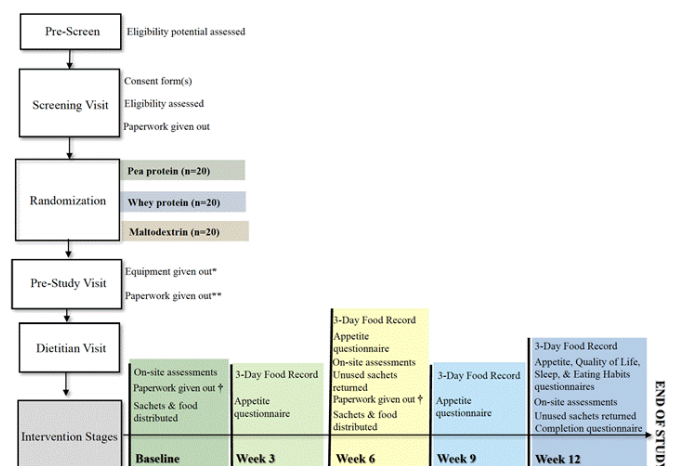 Pre-Screen
Eligibility potential assessed
Screening Visit
Consent form(s)
Eligibility assessed
Paperwork given out
Randomization
Pea protein (n=20)
Whey protein (n=20)
Maltodextrin (n=20)
Pre-Study Visit
Equipment given out*
Paperwork given out**
Dietitian Visit
Intervention Stages
On-site assessments
Paperwork given out †
Sachets & food
distributed
Baseline
3-Day Food Record
Appetite
questionnaire
Week 3
3-Day Food Record
Appetite
questionnaire
On-site assessments
Unused sachets
returned
Paperwork given out †
Sachets & food
distributed
Week 6
3-Day Food Record
Appetite
questionnaire
Week 9
3-Day Food Record
Appetite, Quality of Life,
Sleep, & Eating Habits
questionnaires
On-site assessments
Unused sachets returned
Completion questionnaire
Week 12
END OF STUDY